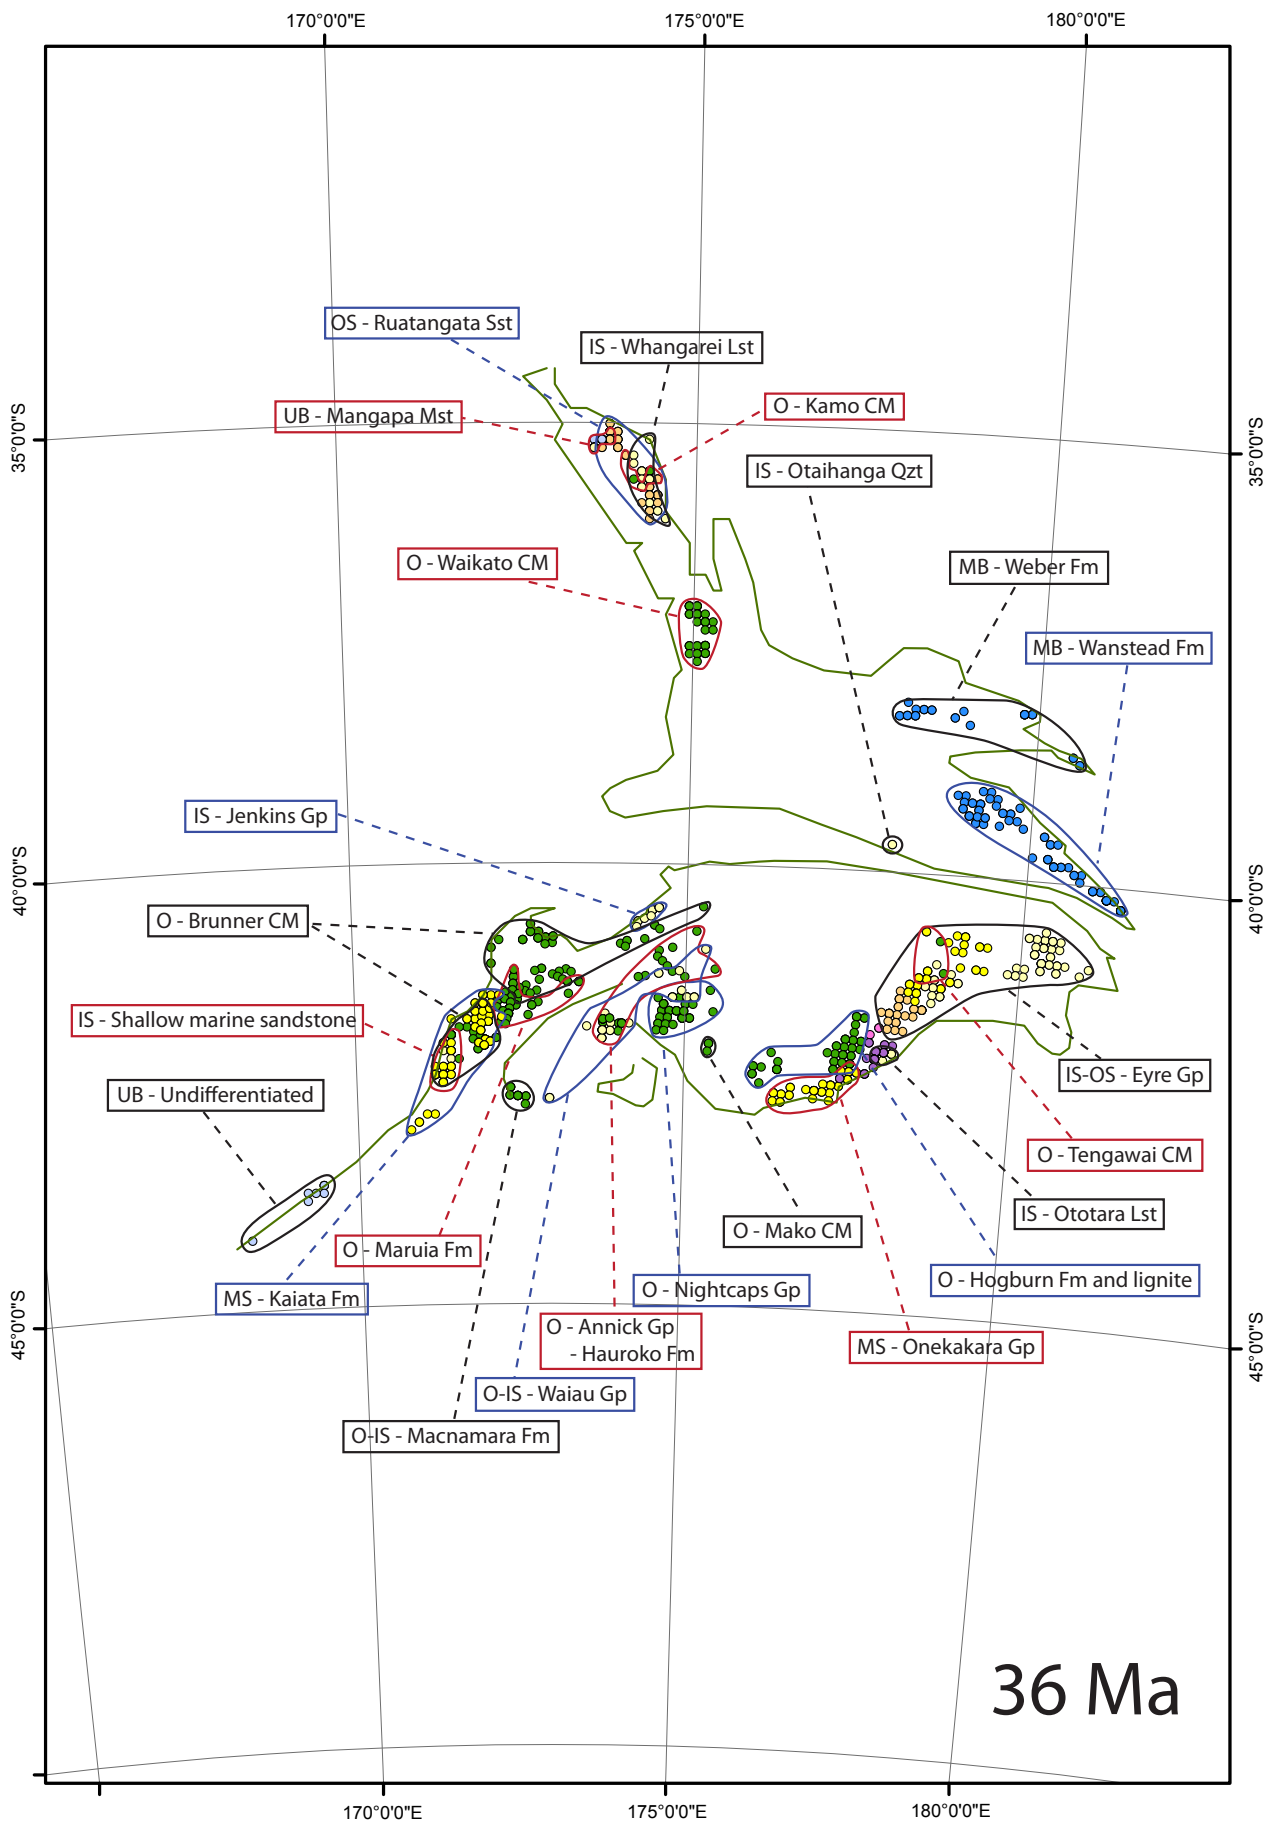 170°0'0"E
175°0'0"E
180°0'0"E
OS - Ruatangata Sst
IS - Whangarei Lst
UB - Mangapa Mst
O - Kamo CM
35°0'0"S
35°0'0"S
IS - Otaihanga Qzt
O - Waikato CM
MB - Weber Fm
MB - Wanstead Fm
IS - Jenkins Gp
40°0'0"S
40°0'0"S
O - Brunner CM
IS - Shallow marine sandstone
UB - Undifferentiated
IS-OS - Eyre Gp
O - Tengawai CM
IS - Ototara Lst
O - Mako CM
O - Maruia Fm
O - Hogburn Fm and lignite
MS - Kaiata Fm
O - Nightcaps Gp
45°0'0"S
45°0'0"S
O - Annick Gp
- Hauroko Fm
MS - Onekakara Gp
O-IS - Waiau Gp
O-IS - Macnamara Fm
36 Ma
170°0'0"E
175°0'0"E
180°0'0"E